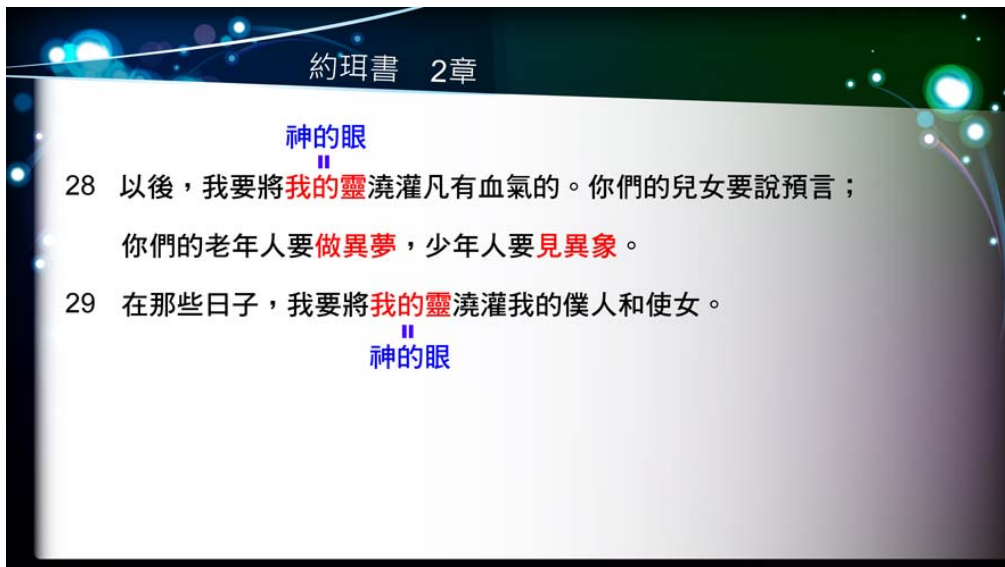 約珥書 2章
神的眼
=
28 以後，我要將我的靈澆灌凡有血氣的。你們的兒女要說預言；
你們的老年人要做異夢，少年人要見異象。
29 在那些日子，我要將我的靈澆灌我的僕人和使女。
=
神的眼